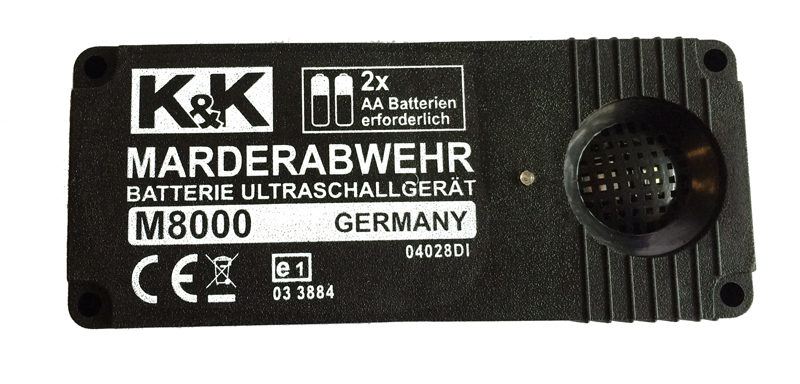 K&K
2x
AA Batterien
erforderlich
MARDERABWEHR
BATTERIE ULTRASCHALLGERÄT
M8000 GERMANY
04028DI
CE e1
03 3884